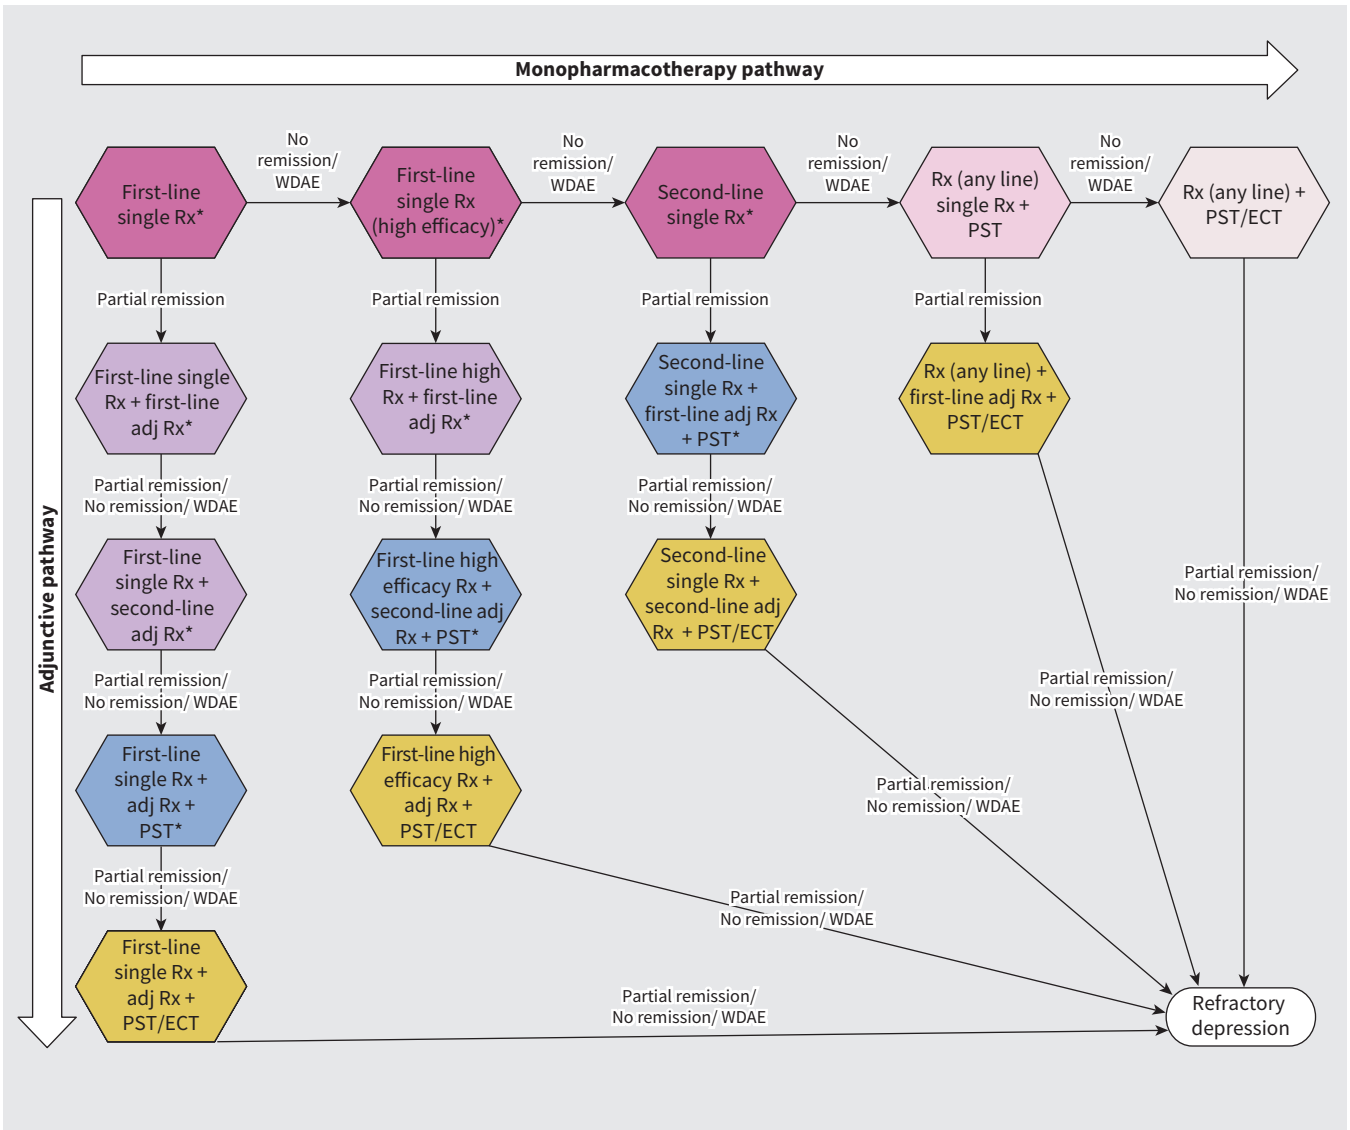 Monopharmacotherapy pathway
Adjunctive pathway
First-line
single Rx*
No
remission/
WDAE
First-line
single Rx
(high efficacy)*
No
remission/
WDAE
Second-line
single Rx*
No
remission/
WDAE
Rx (any line)
single Rx +
PST
No
remission/
WDAE
Rx (any line) +
PST/ECT
Partial remission
Partial remission
Partial remission
Partial remission
First-line single
Rx + first-line
adj Rx*
First-line high
Rx + first-line
adj Rx*
Second-line
single Rx +
first-line adj Rx
+ PST*
Rx (any line) +
first-line adj Rx +
PST/ECT
Partial remission/
No remission/ WDAE
Partial remission/
No remission/ WDAE
Partial remission/
No remission/ WDAE
First-line
single Rx +
second-line
adj Rx*
First-line high
efficacy Rx +
second-line adj
Rx + PST*
Second-line
single Rx +
second-line adj
Rx + PST/ECT
Partial remission/
No remission/ WDAE
Partial remission/
No remission/ WDAE
Partial remission/
No remission/ WDAE
Partial remission/
No remission/ WDAE
First-line
single Rx +
adj Rx +
PST*
First-line high
efficacy Rx +
adj Rx +
PST/ECT
Partial remission/
No remission/ WDAE
Partial remission/
No remission/ WDAE
Partial remission/
No remission/ WDAE
First-line
single Rx +
adj Rx +
PST/ECT
Partial remission/
No remission/ WDAE
Refractory
depression